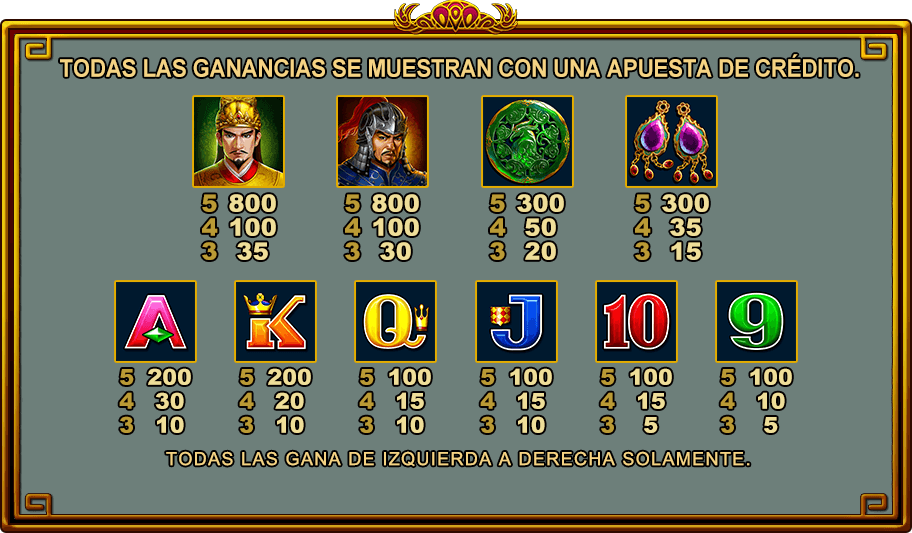 TODAS LAS GANANCIAS SE MUESTRAN CON UNA APUESTA DE CRÉDITO.
5 800 5 800 5 300 5 300
4 100 4 100 4 50 4 35
3 35 3 30 3 20 3 15
A K Q J 10 9
5 200 5 200 5 100 5 100 5 100 5 100
4 30 4 20 4 15 4 15 4 15 4 10
3 10 3 10 3 10 3 10 3 5 3 5
TODAS LAS GANA DE IZQUIERDA A DERECHA SOLAMENTE.